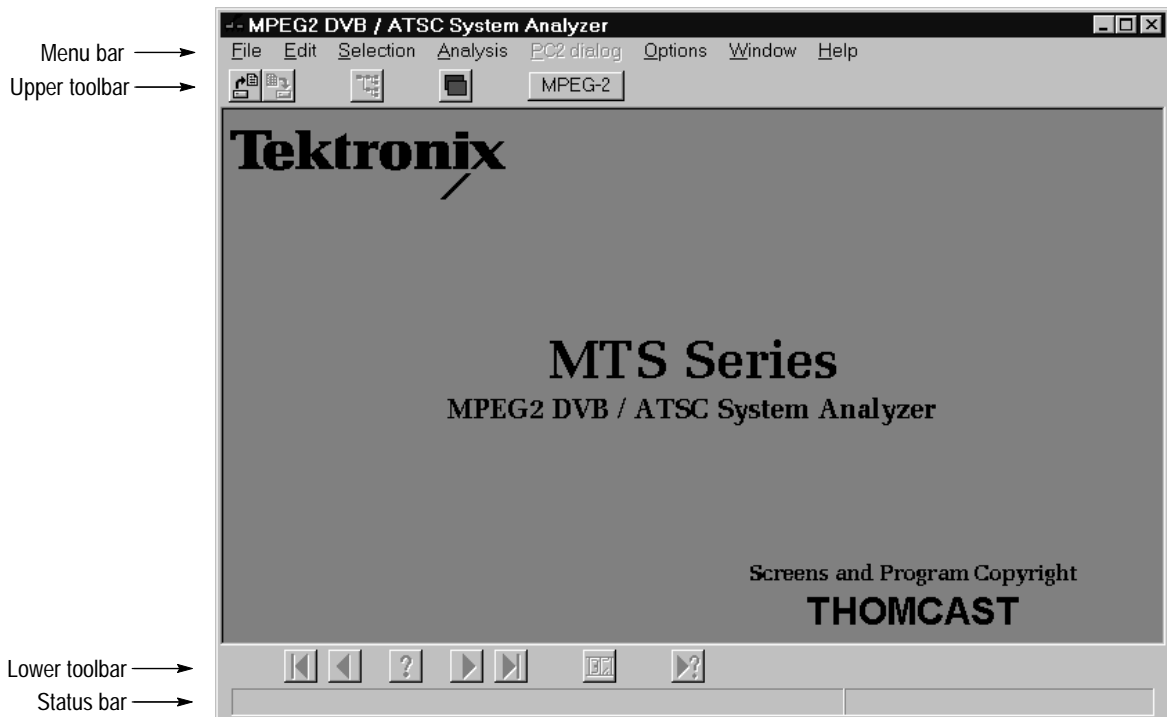 MPEG2 DVB / ATSC System Analyzer
Menu bar
File Edit Selection Analysis PC2 dialog Options Window Help
Upper toolbar
MPEG-2
Tektronix
MTS Series
MPEG2 DVB / ATSC System Analyzer
Screens and Program Copyright
THOMCAST
Lower toolbar
? ?
Status bar